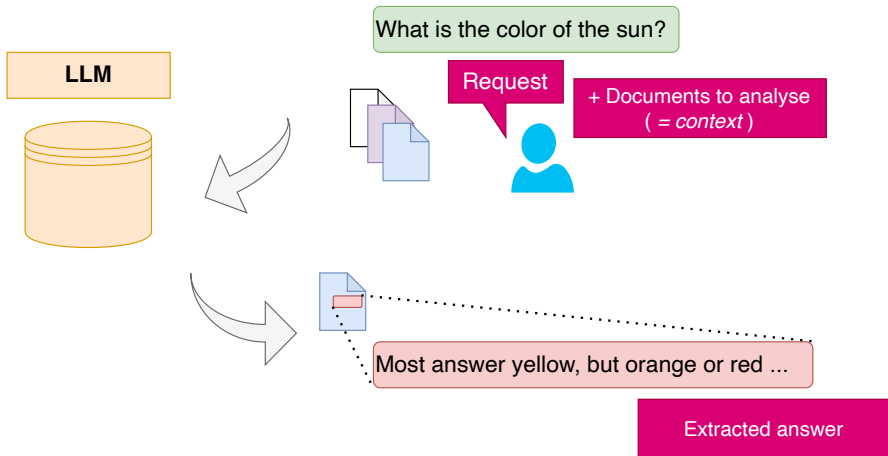 What is the color of the sun?
LLM
Request
+ Documents to analyse
( = context )
Most answer yellow, but orange or red ...
Extracted answer